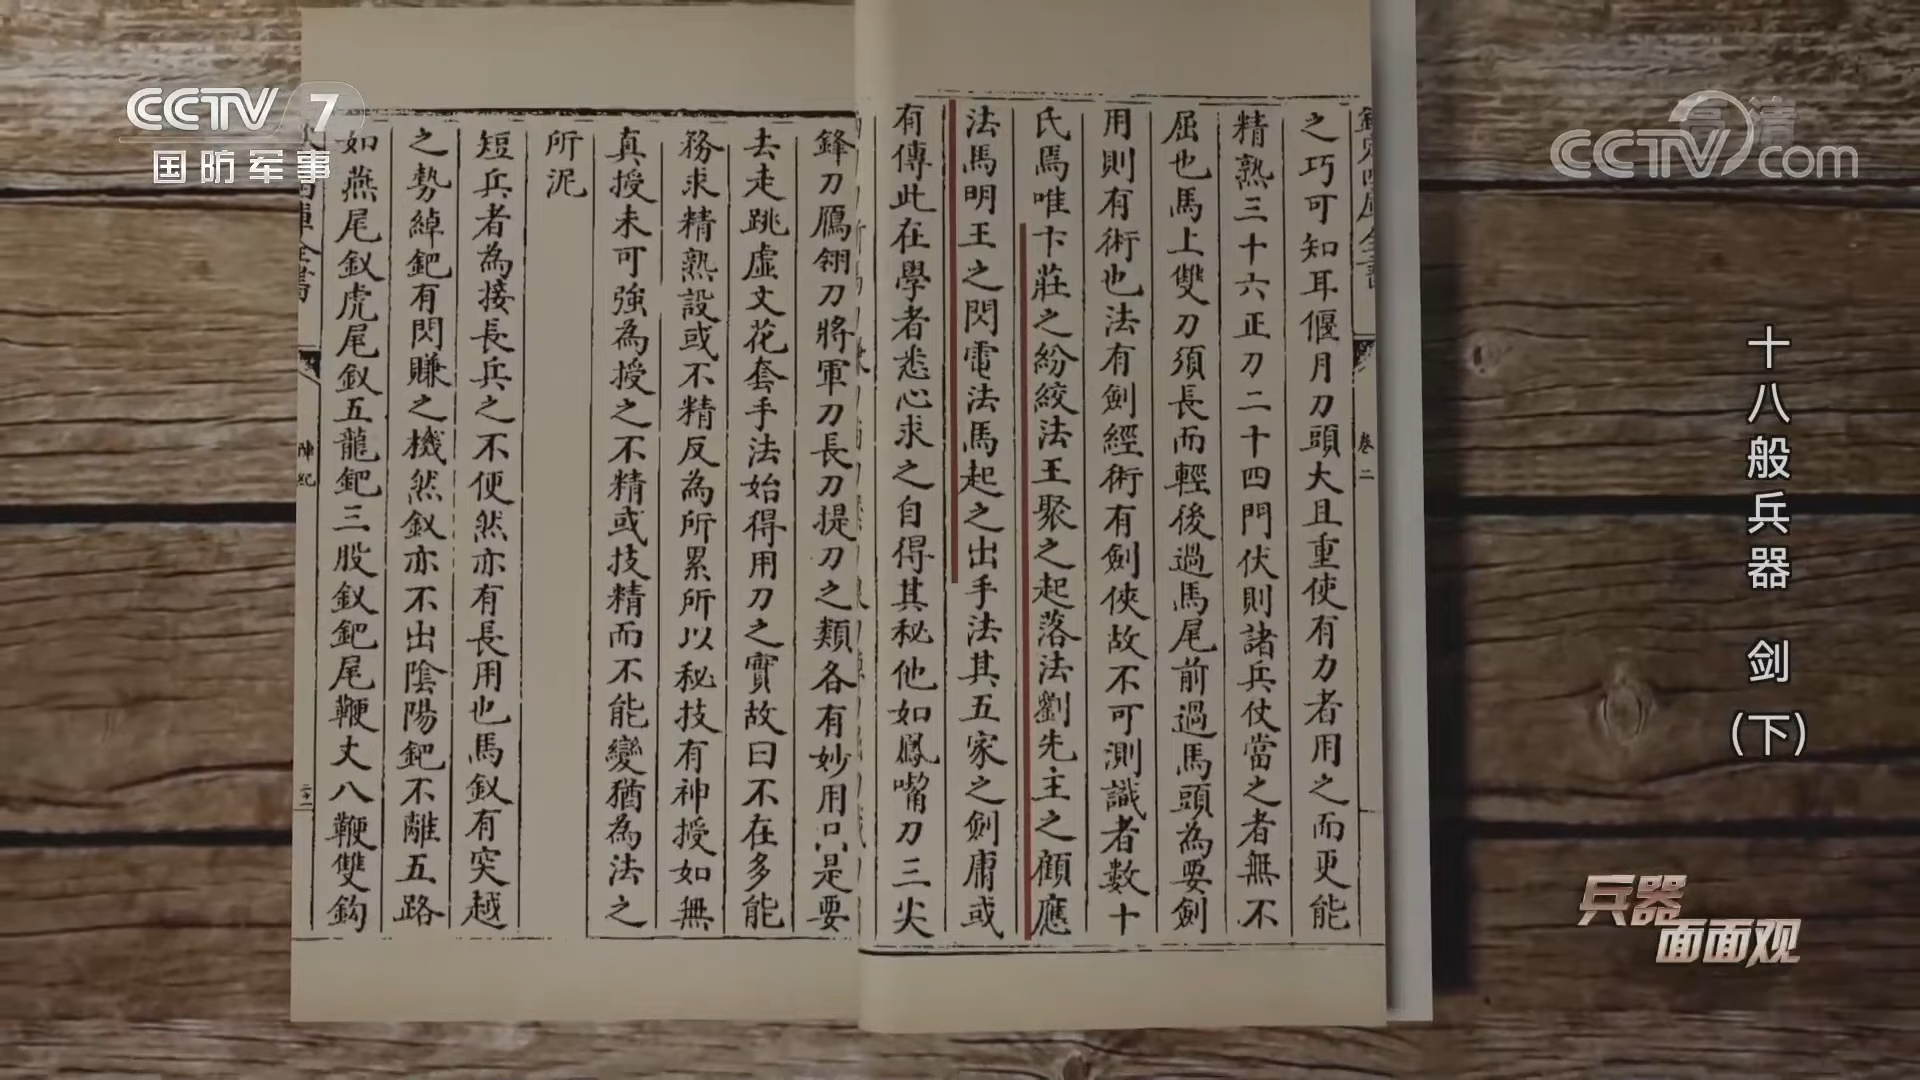 CCTV 7
国防军事
高清
CCTV com
十八般兵器 剑（下）
兵器
面面观
卷二
之巧可知耳偃月刀頭大且重使有力者用之而更能
精熟三十六正刀二十四門伏則諸兵仗當之者無不
屈也馬上雙刀須長而輕後過馬尾前過馬頭為要劍
用則有術也法有劍經術有劍俠故不可測識者數十
氏焉唯卞莊之紛絞法王聚之起落法劉先主之顧應
法馬明王之閃電法馬起之出手法其五家之劍庸或
有傳此在學者悉心求之自得其秘他如鳳嘴刀三尖
鋒刀鴈翎刀將軍刀長刀提刀之類各有妙用只是要
去走跳虛文花套手法始得用刀之實故曰不在多能
務求精熟設或不精反為所累所以秘技有神授如無
真授未可強為授之不精或技精而不能變猶為法之
所泥
短兵者為接長兵之不便然亦有長用也馬釵有突越
之勢綽鈀有閃賺之機然釵亦不出陰陽鈀不離五路
如燕尾釵虎尾釵五龍鈀三股釵鈀尾鞭丈八鞭雙鈎
陣紀